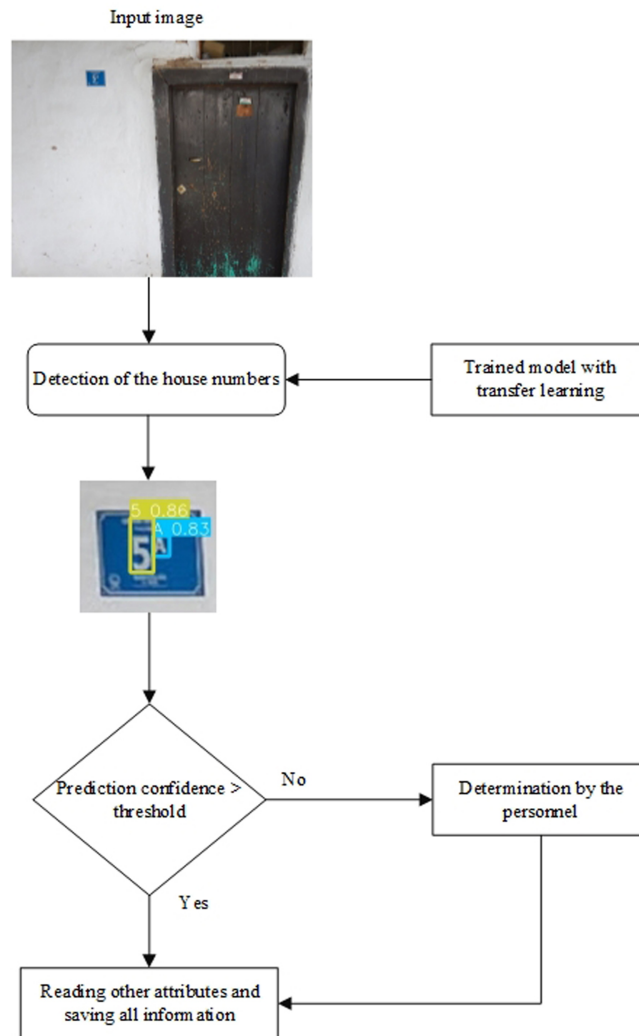 Input image
Detection of the house numbers
Trained model with
transfer learning
5 0.86
A 0.83
5A
Prediction confidence >
threshold
No
Determination by the
personnel
Yes
Reading other attributes and
saving all information